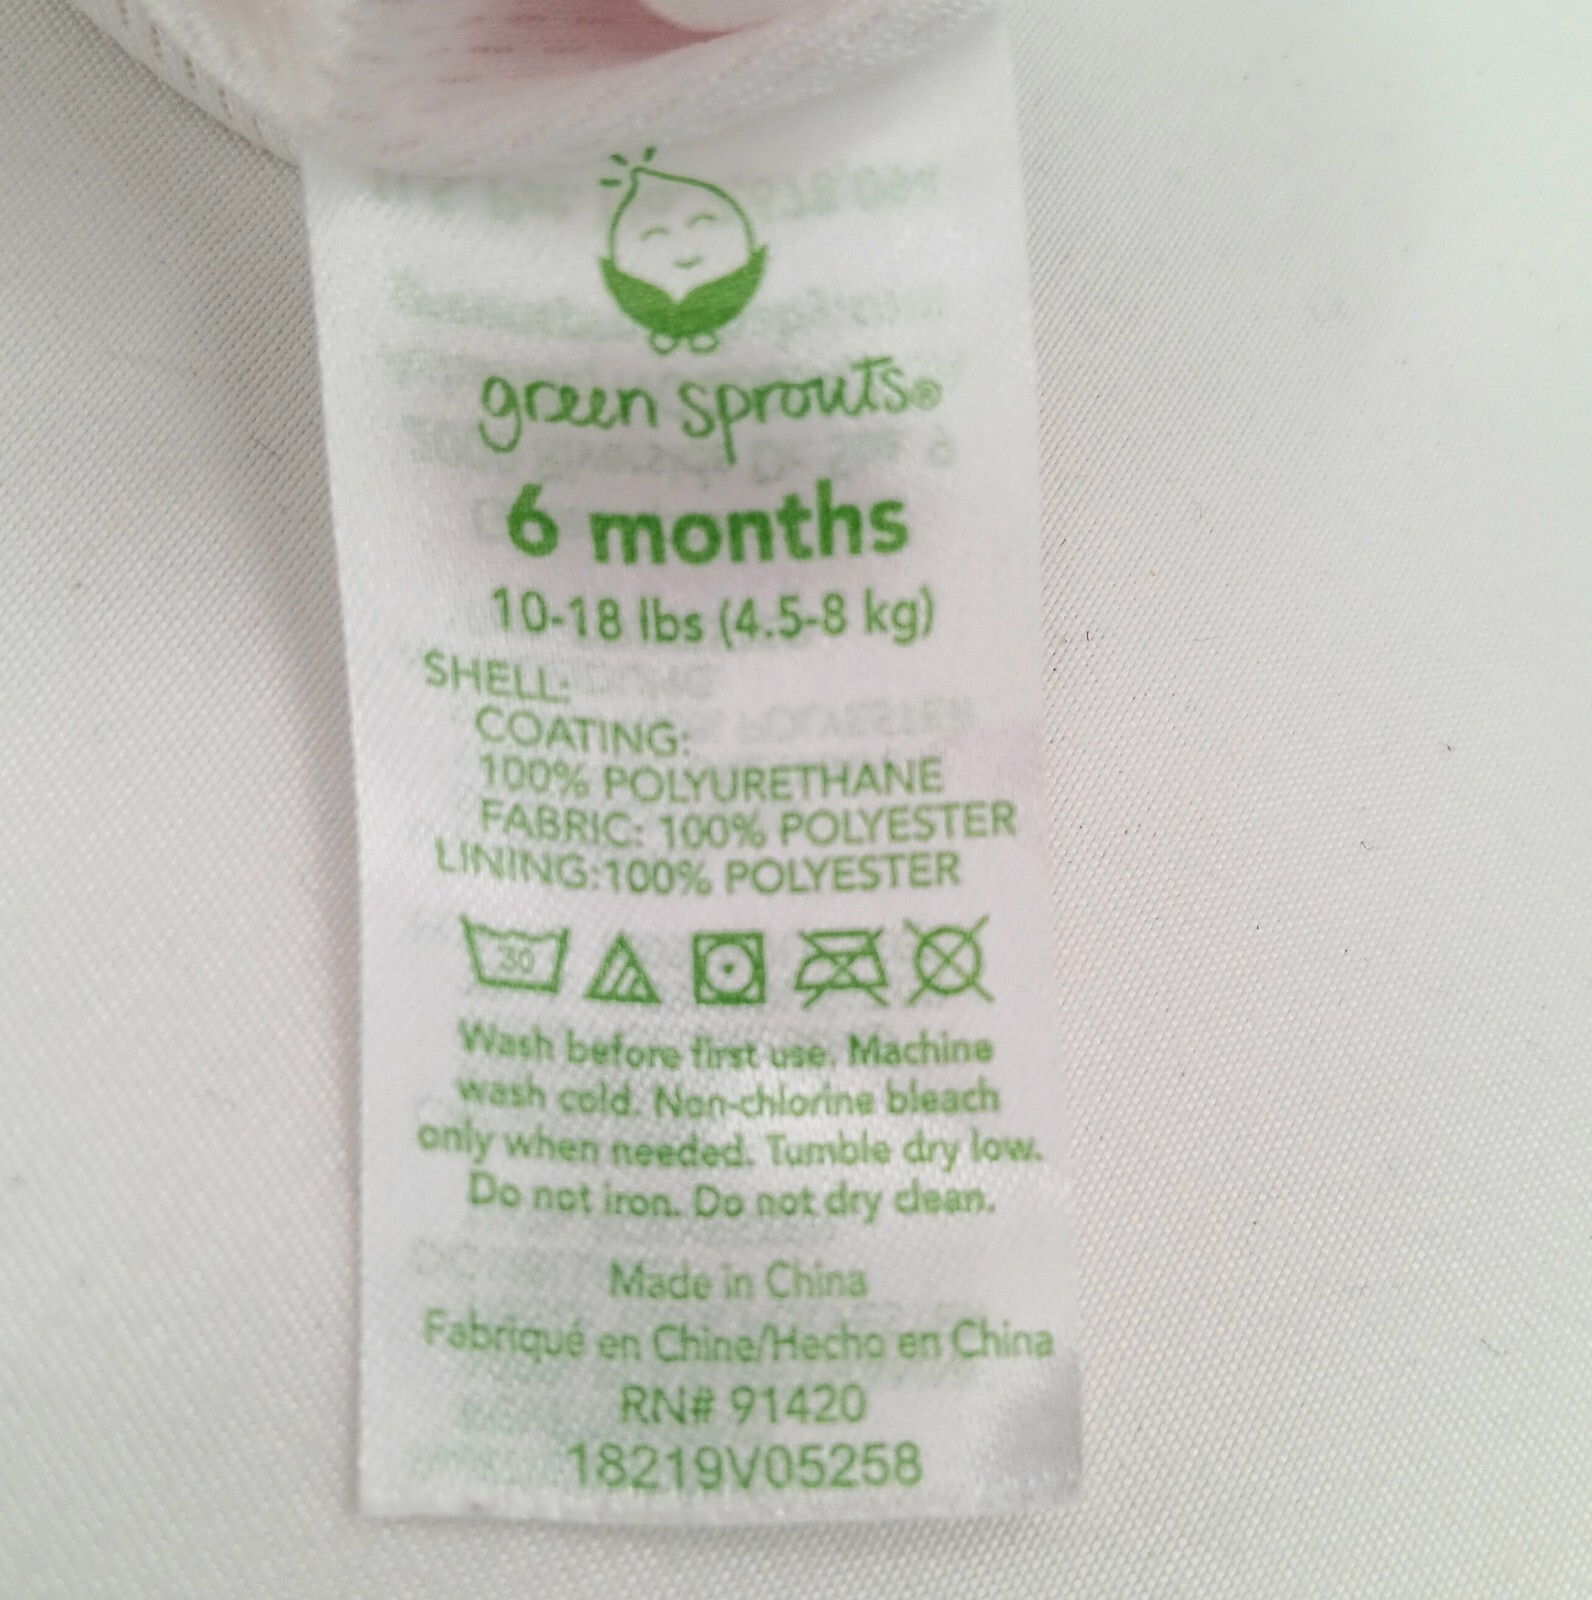 green sprouts®
6 months
10-18 lbs (4.5-8 kg)
SHELL:
COATING:
100% POLYURETHANE
FABRIC: 100% POLYESTER
LINING:100% POLYESTER
30
Wash before first use. Machine
wash cold. Non-chlorine bleach
only when needed. Tumble dry low.
Do not iron. Do not dry clean.
Made in China
Fabriqué en Chine/Hecho en China
RN# 91420
18219V05258